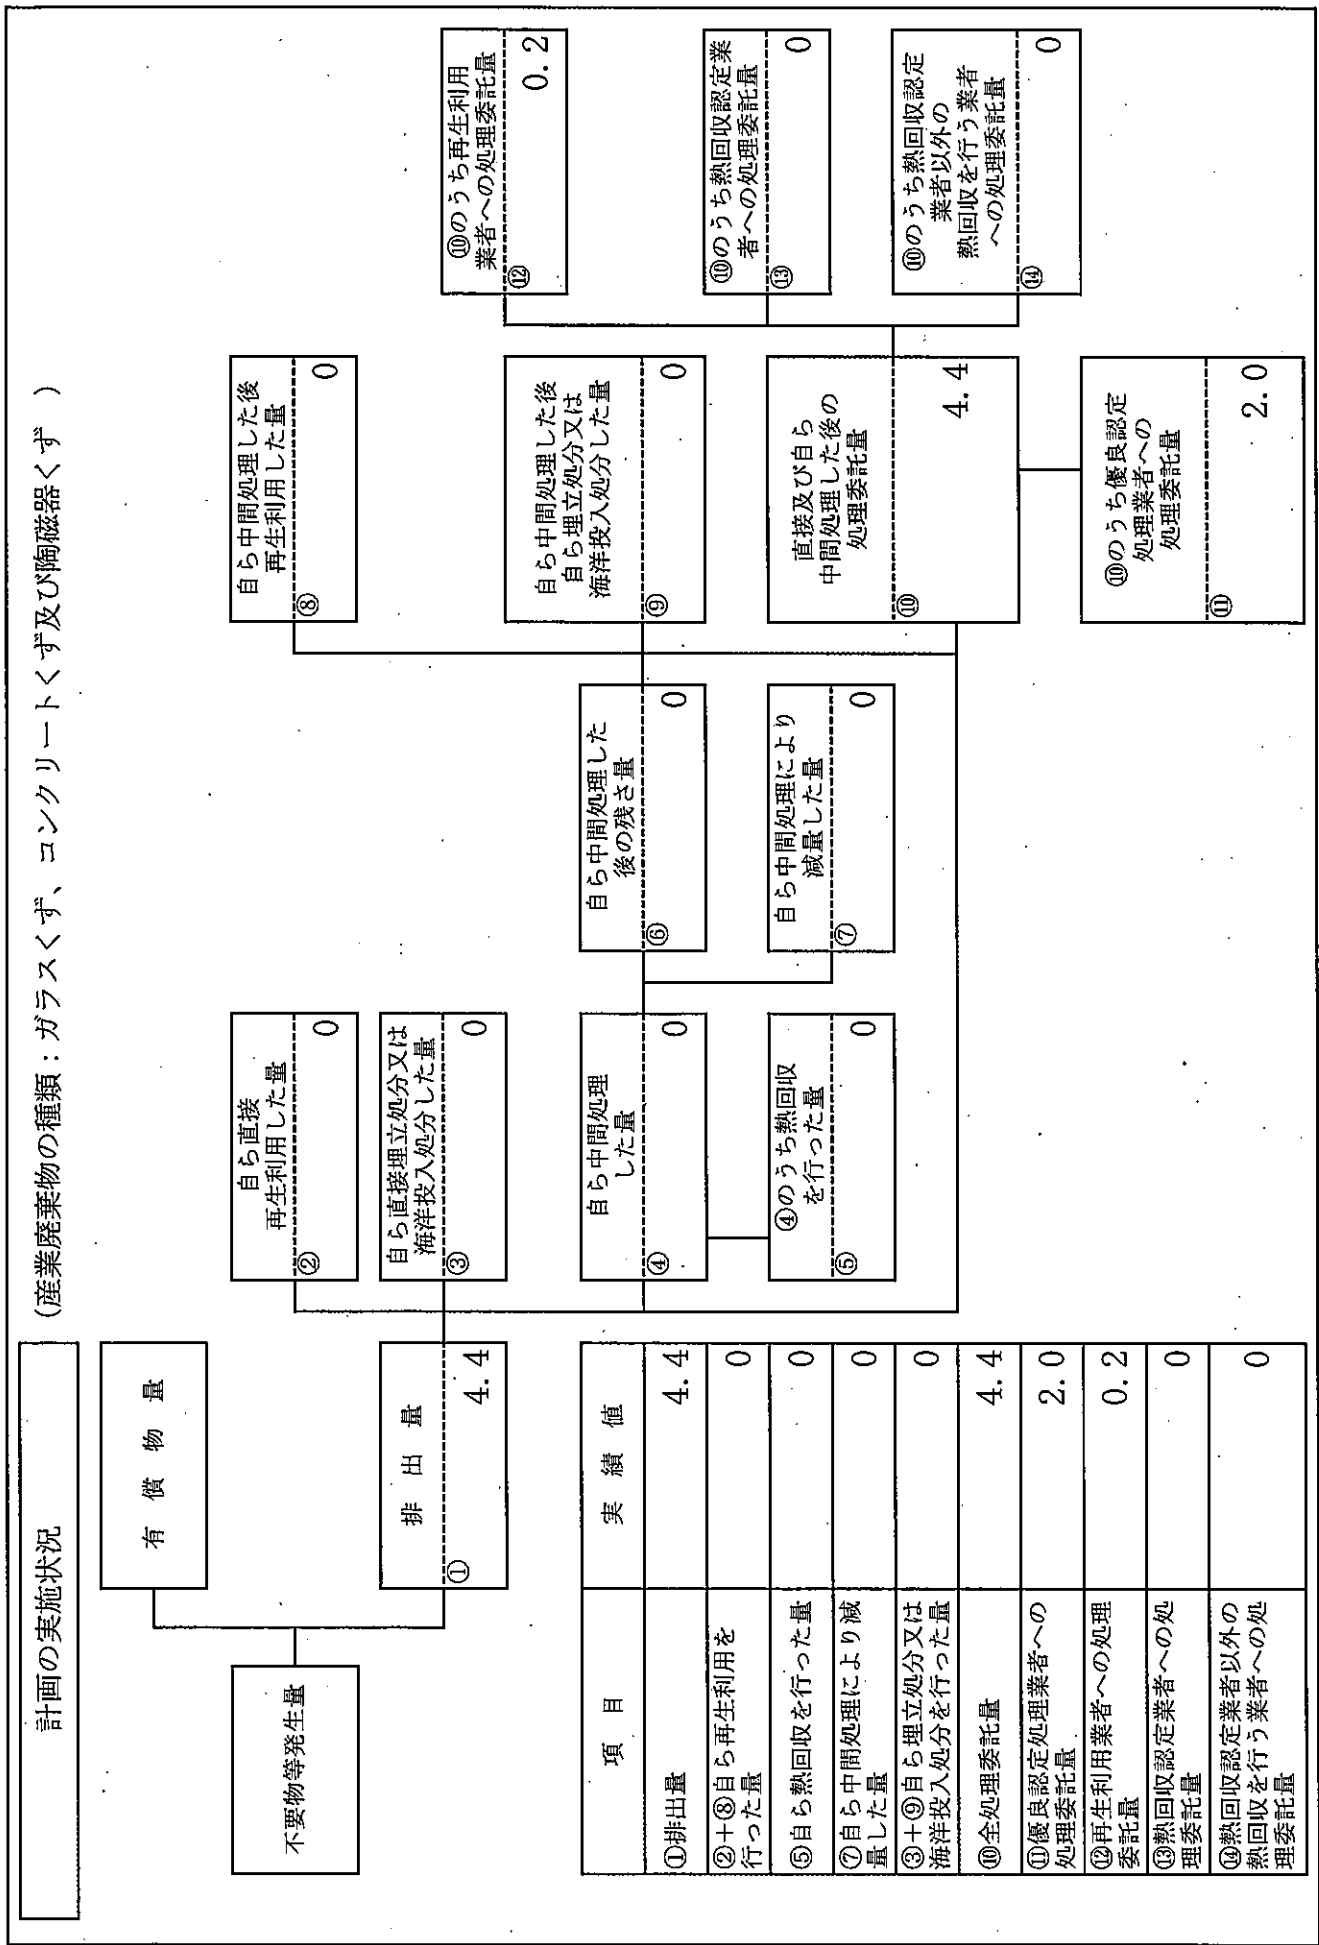 計画の実施状況
(産業廃棄物の種類：ガラスくず、コンクリートくず及び陶磁器くず )
不要物等発生量
有 償 物 量
排 出 量
① 4.4
自ら直接
再生利用した量
② 0
自ら直接埋立処分又は
海洋投入処分した量
③ 0
自ら中間処理
した量
④ 0
④のうち熱回収
を行った量
⑤ 0
自ら中間処理した
後の残さ量
⑥ 0
自ら中間処理により
減量した量
⑦ 0
自ら中間処理した後
再生利用した量
⑧ 0
自ら中間処理した後
自ら埋立処分又は
海洋投入処分した量
⑨ 0
直接及び自ら
中間処理した後の
処理委託量
⑩ 4.4
⑩のうち優良認定
処理業者への
処理委託量
⑪ 2.0
⑩のうち再生利用
業者への処理委託量
⑫ 0.2
⑩のうち熱回収認定業
者への処理委託量
⑬ 0
⑩のうち熱回収認定
業者以外の
熱回収を行う業者
への処理委託量
⑭ 0
項 目 実 績 値
①排出量 4.4
②+⑧自ら再生利用を
行った量 0
⑤自ら熱回収を行った量 0
⑦自ら中間処理により減
量した量 0
③+⑨自ら埋立処分又は
海洋投入処分を行った量 0
⑩全処理委託量 4.4
⑪優良認定処理業者への
処理委託量 2.0
⑫再生利用業者への処理
委託量 0.2
⑬熱回収認定業者への処
理委託量 0
⑭熱回収認定業者以外の
熱回収を行う業者への処
理委託量 0